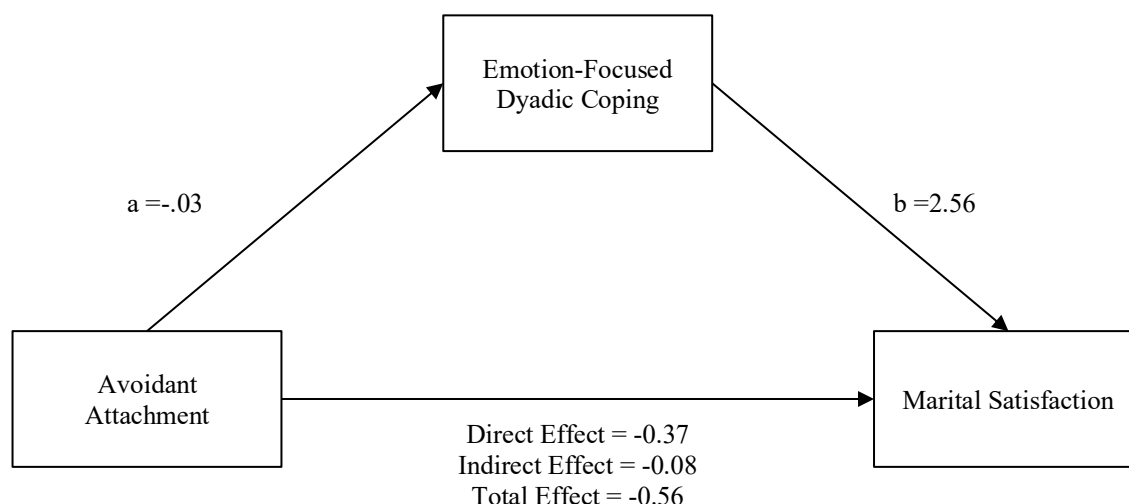 Emotion-Focused
Dyadic Coping
a =-.03
b =2.56
Avoidant
Attachment
Marital Satisfaction
Direct Effect = -0.37
Indirect Effect = -0.08
Total Effect = -0.56